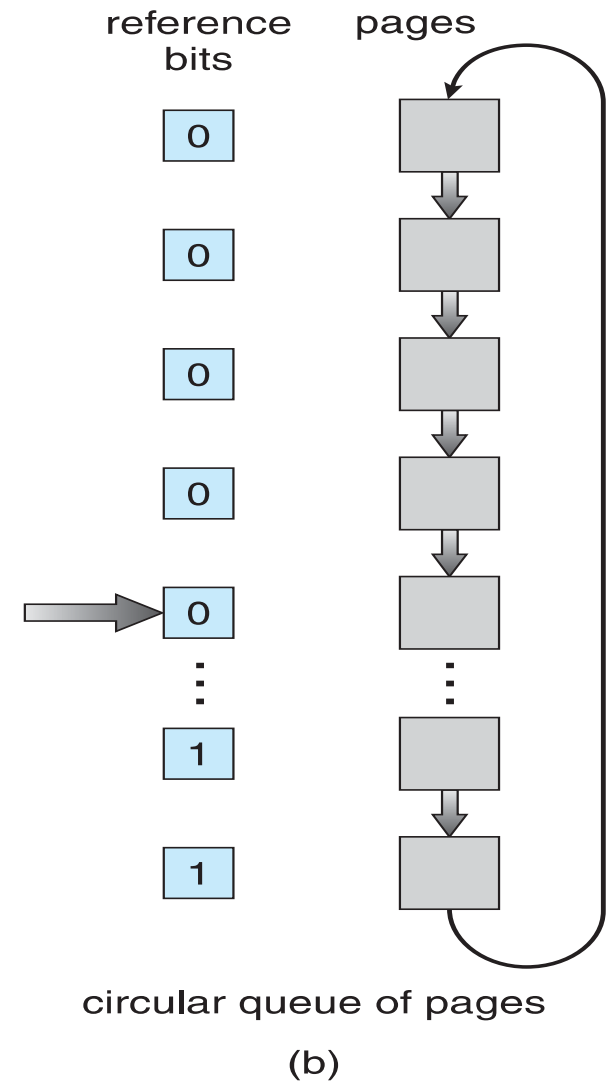 reference bits
pages
0
0
0
0
0
1
1
circular queue of pages
(b)